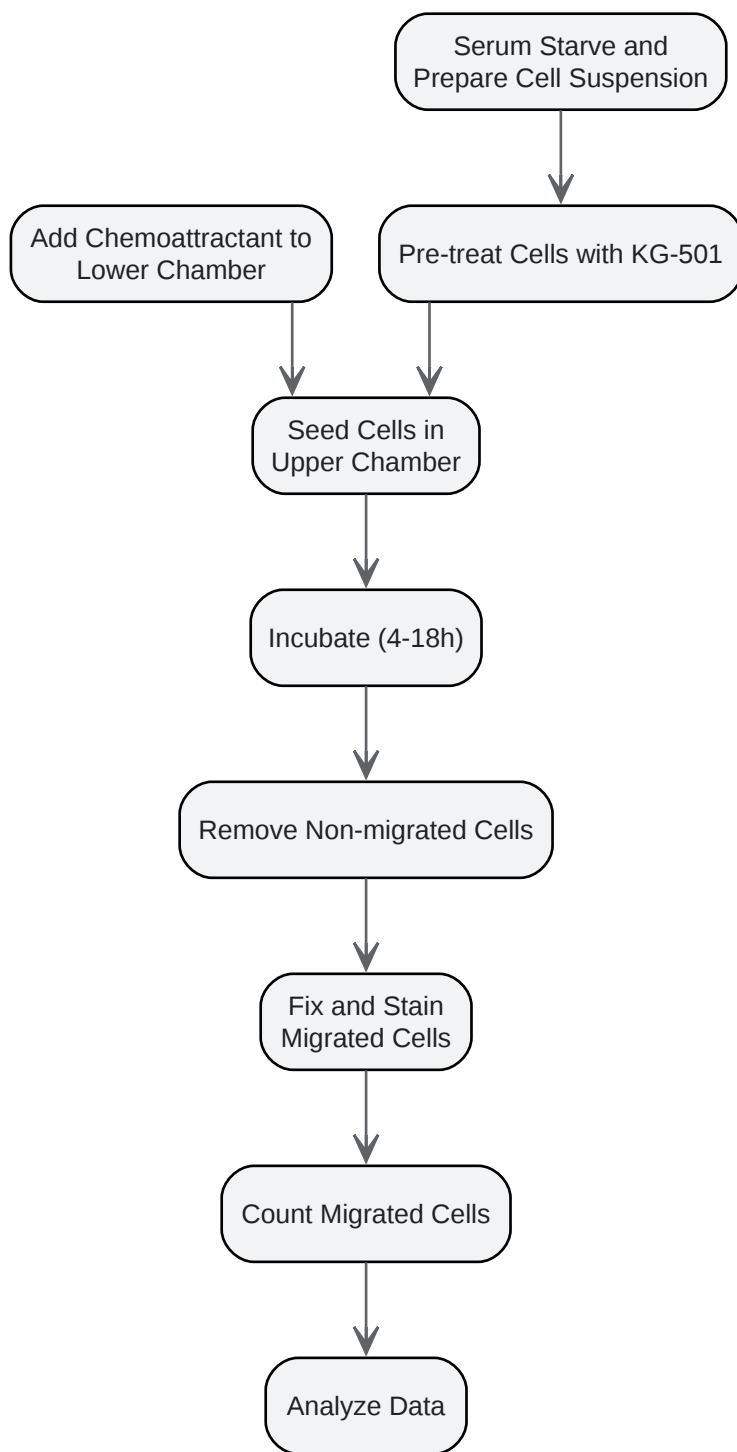 Serum Starve and
Prepare Cell Suspension
Add Chemoattractant to
Lower Chamber
Pre-treat Cells with KG-501
Seed Cells in
Upper Chamber
Incubate (4-18h)
Remove Non-migrated Cells
Fix and Stain
Migrated Cells
Count Migrated Cells
Analyze Data